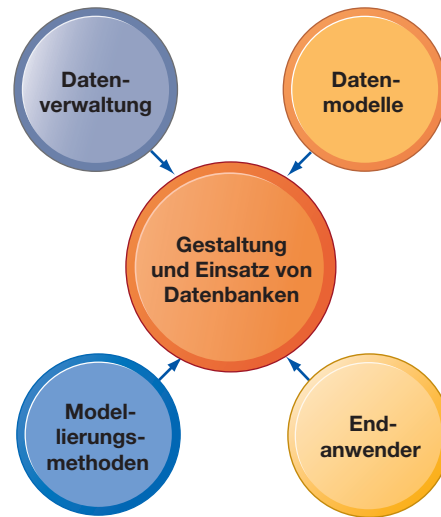 Daten-
verwaltung
Daten-
modelle
Gestaltung
und Einsatz von
Datenbanken
Model-
lierungs-
methoden
End-
anwender